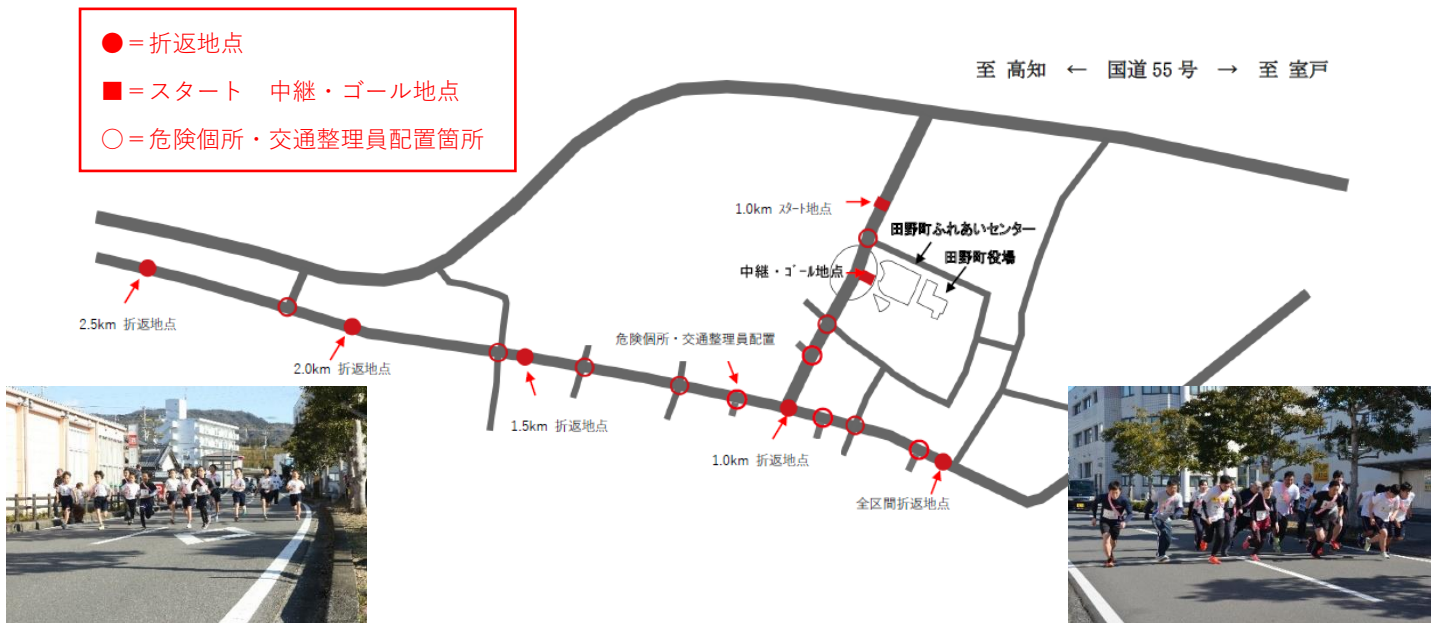 ●＝折返地点
■＝スタート　中継・ゴール地点
○＝危険個所・交通整理員配置箇所
至 高知　←　国道 55 号　→　至 室戸
1.0km スタート地点
田野町ふれあいセンター
田野町役場
中継・ゴール地点
2.5km 折返地点
2.0km 折返地点
危険個所・交通整理員配置
1.5km 折返地点
1.0km 折返地点
全区間折返地点